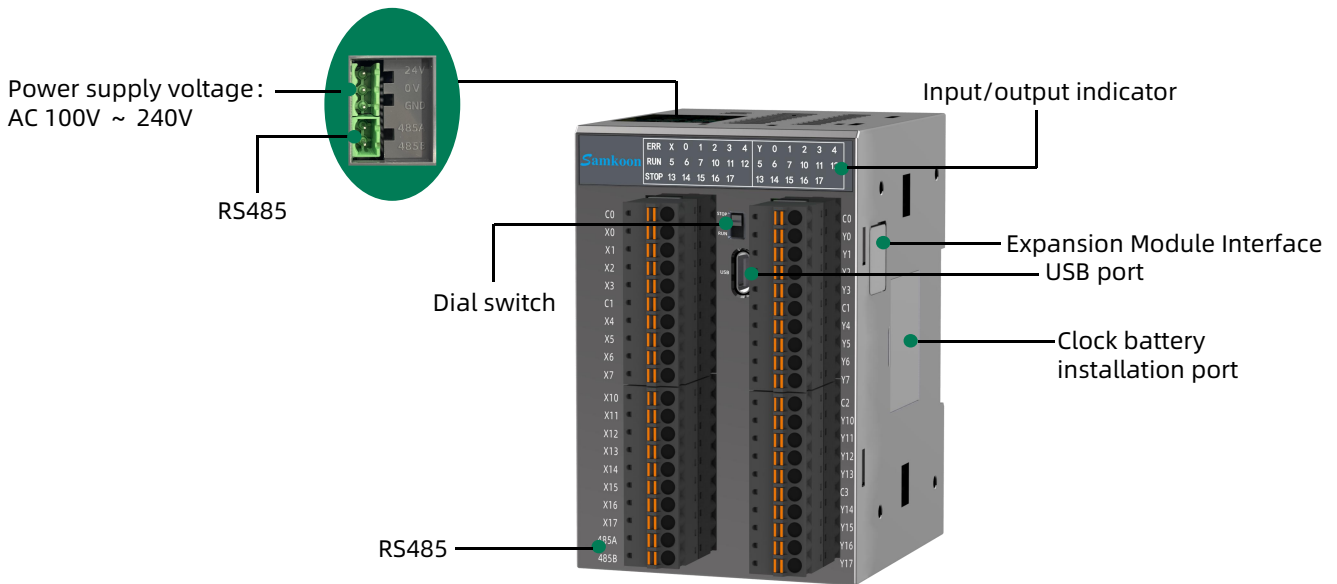 Power supply voltage:
AC 100V ~ 240V
RS485
24V
0V
GND
485A
485B
Input/output indicator
Samkoon
ERR X 0 1 2 3 4 Y 0 1 2 3 4
RUN 5 6 7 10 11 12 5 6 7 10 11 12
STOP 13 14 15 16 17 13 14 15 16 17
STOP
RUN
USB
Dial switch
Expansion Module Interface
USB port
Clock battery
installation port
C0
X0
X1
X2
X3
C1
X4
X5
X6
X7
X10
X11
X12
X13
X14
X15
X16
X17
485A
485B
C0
Y0
Y1
Y2
Y3
C1
Y4
Y5
Y6
Y7
C2
Y10
Y11
Y12
Y13
C3
Y14
Y15
Y16
Y17
RS485